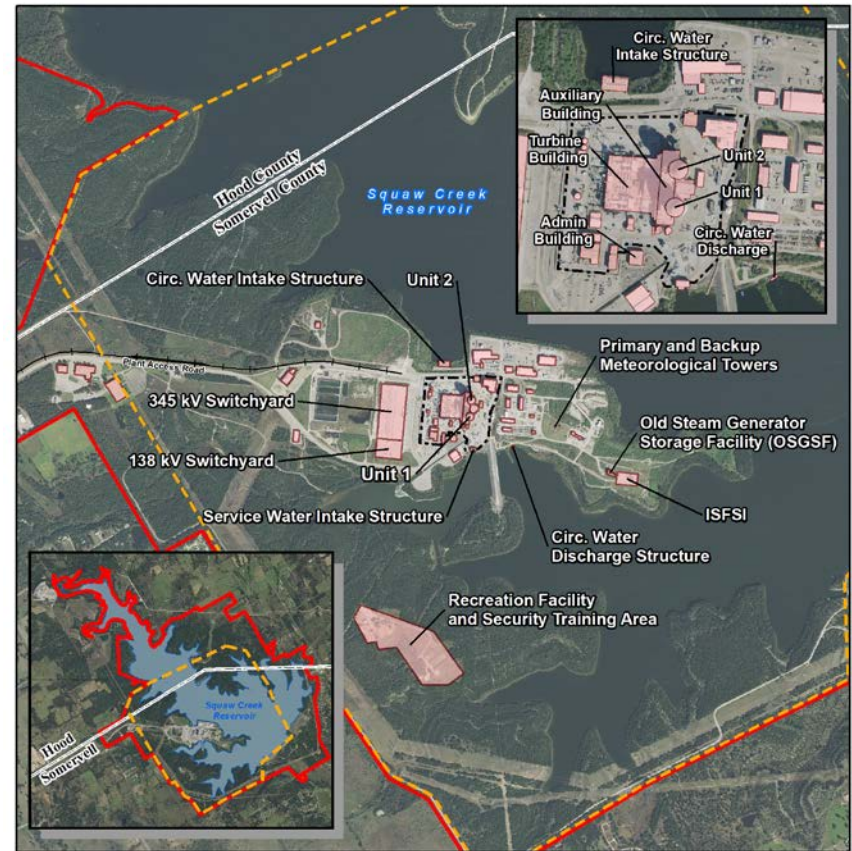 Circ. Water
Intake Structure
Auxiliary
Building
Turbine
Building
Unit 2
Unit 1
Admin
Building
Circ. Water
Discharge
Hood County
Somervell County
Squaw Creek
Reservoir
Circ. Water Intake Structure
Unit 2
Plant Access Road
Primary and Backup
Meteorological Towers
345 kV Switchyard
Old Steam Generator
Storage Facility (OSGSF)
138 kV Switchyard
Unit 1
ISFSI
Service Water Intake Structure
Circ. Water
Discharge Structure
Recreation Facility
and Security Training Area
Squaw Creek
Reservoir
Hood
Somervell